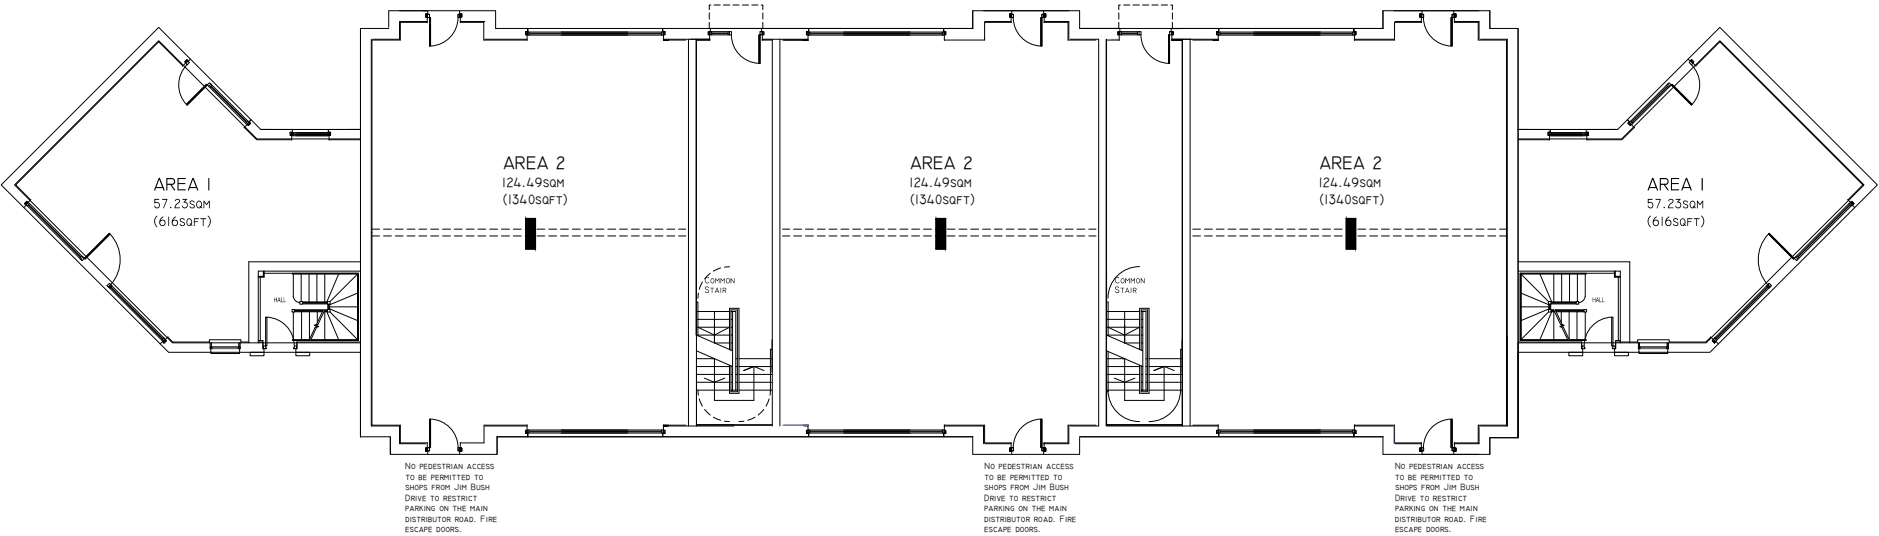 AREA 1
57.23SQM
(616SQFT)
HALL
AREA 2
124.49SQM
(1340SQFT)
COMMON
STAIR
AREA 2
124.49SQM
(1340SQFT)
COMMON
STAIR
AREA 2
124.49SQM
(1340SQFT)
AREA 1
57.23SQM
(616SQFT)
HALL
NO PEDESTRIAN ACCESS
TO BE PERMITTED TO
SHOPS FROM JIM BUSH
DRIVE TO RESTRICT
PARKING ON THE MAIN
DISTRIBUTOR ROAD. FIRE
ESCAPE DOORS.
NO PEDESTRIAN ACCESS
TO BE PERMITTED TO
SHOPS FROM JIM BUSH
DRIVE TO RESTRICT
PARKING ON THE MAIN
DISTRIBUTOR ROAD. FIRE
ESCAPE DOORS.
NO PEDESTRIAN ACCESS
TO BE PERMITTED TO
SHOPS FROM JIM BUSH
DRIVE TO RESTRICT
PARKING ON THE MAIN
DISTRIBUTOR ROAD. FIRE
ESCAPE DOORS.